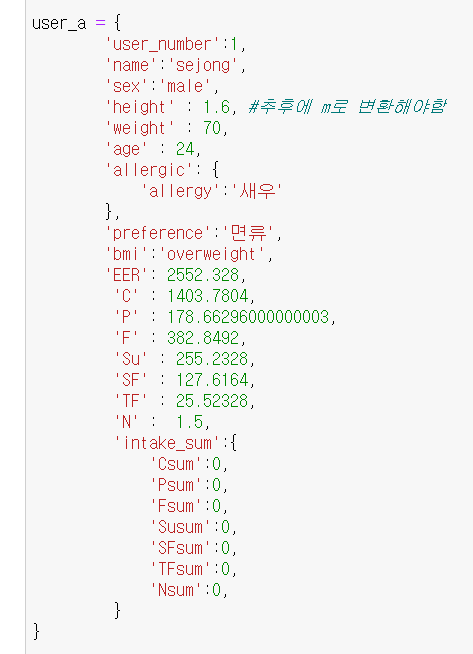 user_a = {
'user_number':1,
'name':'sejong',
'sex':'male',
'height' : 1.6, #추후에 m로 변환해야함
'weight' : 70,
'age' : 24,
'allergic': {
'allergy':'새우'
},
'preference':'면류',
'bmi':'overweight',
'EER': 2552.328,
'C' : 1403.7804,
'P' : 178.66296000000003,
'F' : 382.8492,
'Su' : 255.2328,
'SF' : 127.6164,
'TF' : 25.52328,
'N' :  1.5,
'intake_sum':{
'Csum':0,
'Psum':0,
'Fsum':0,
'Susum':0,
'SFsum':0,
'TFsum':0,
'Nsum':0,
}
}